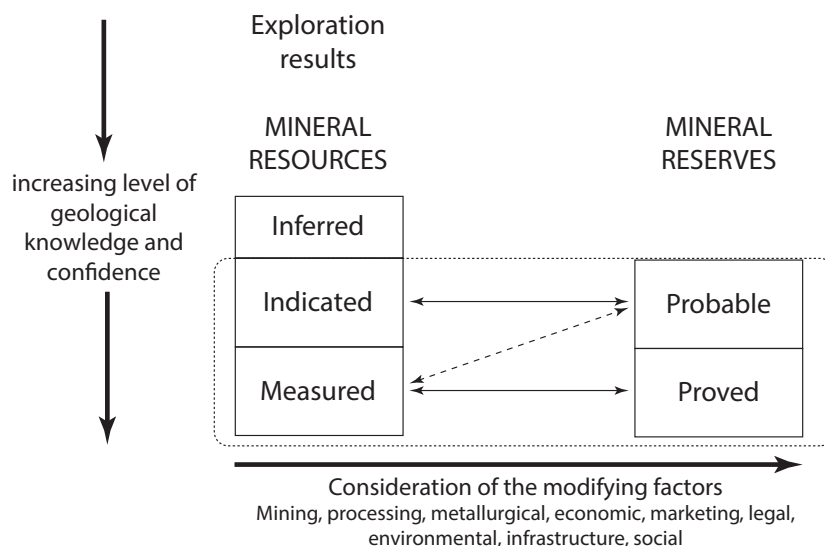 Exploration
results
MINERAL
RESOURCES
MINERAL
RESERVES
increasing level of
geological
knowledge and
confidence
Inferred
Indicated
Probable
Measured
Proved
Consideration of the modifying factors
Mining, processing, metallurgical, economic, marketing, legal,
environmental, infrastructure, social